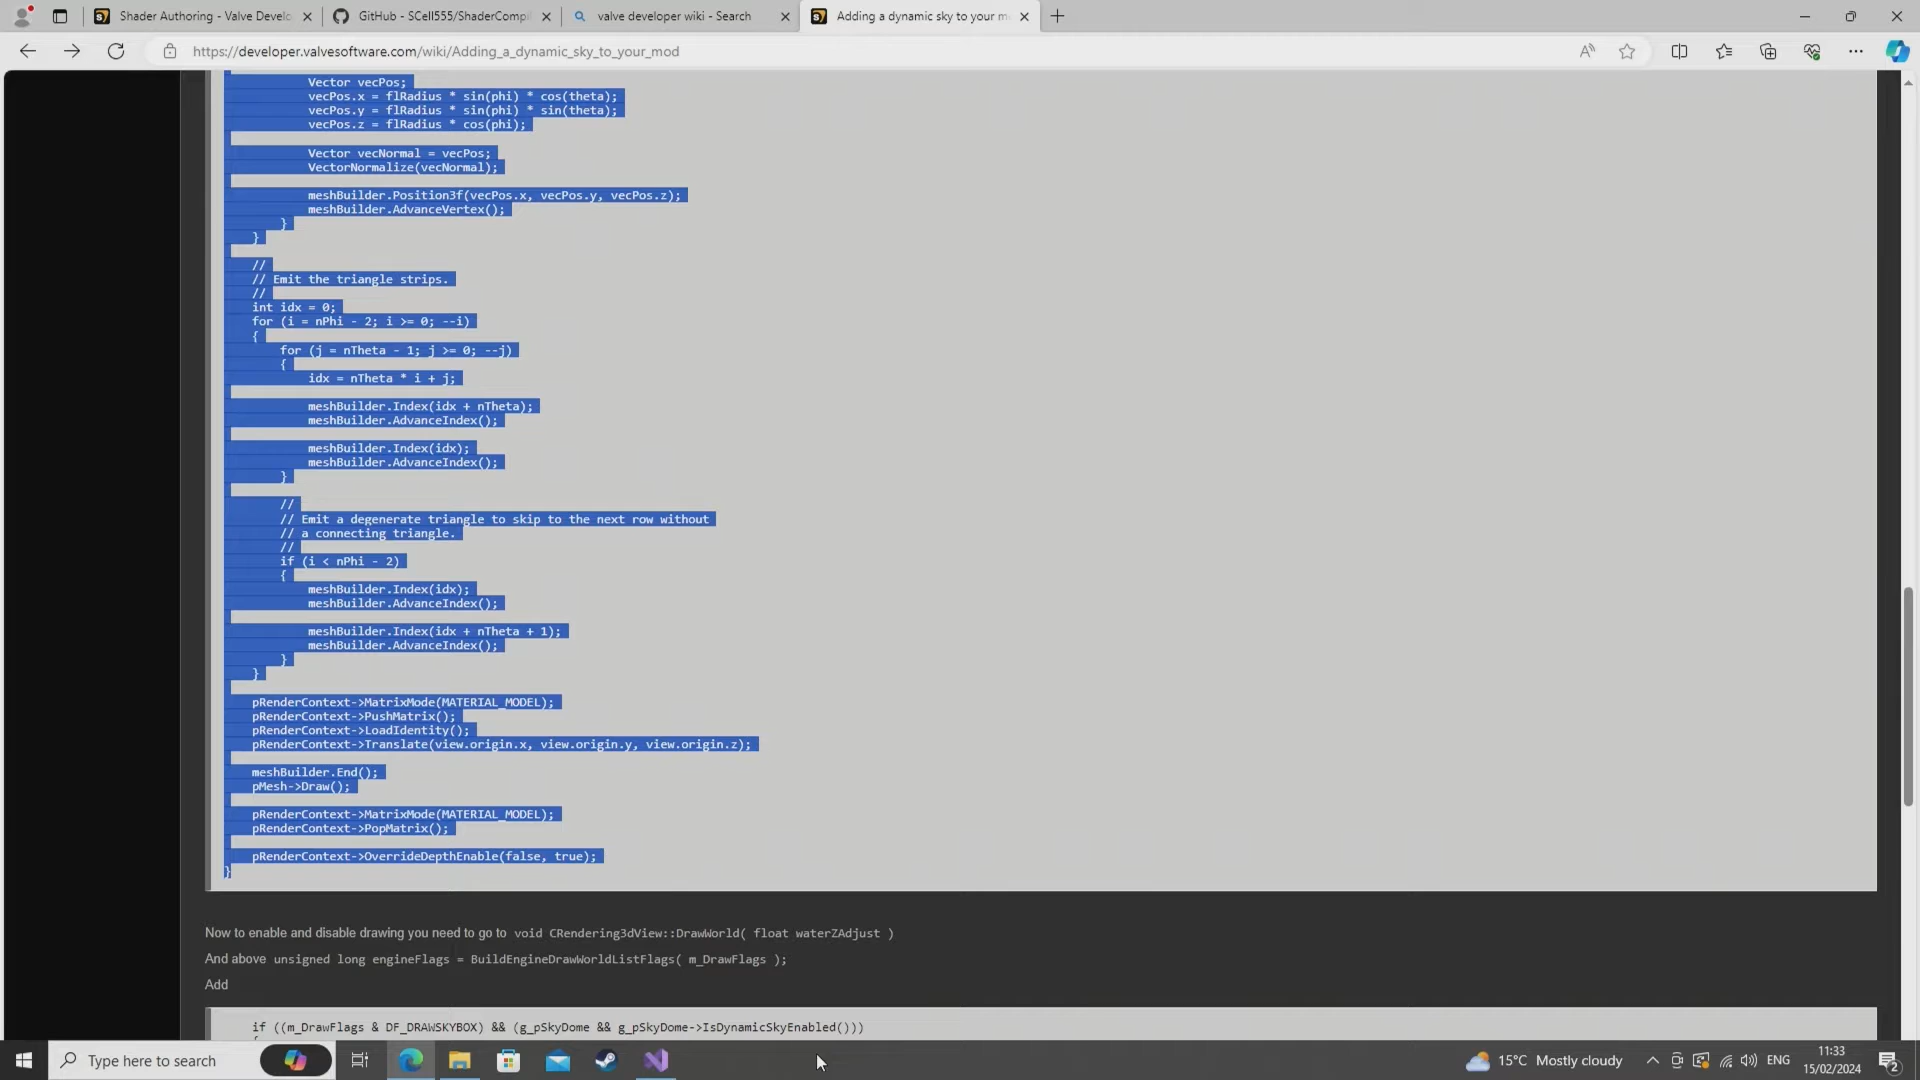 Shader Authoring - Valve Develo
GitHub - SCell555/ShaderCompil
valve developer wiki - Search
Adding a dynamic sky to your m
https://developer.valvesoftware.com/wiki/Adding_a_dynamic_sky_to_your_mod
Vector vecPos;
vecPos.x = flRadius * sin(phi) * cos(theta);
vecPos.y = flRadius * sin(phi) * sin(theta);
vecPos.z = flRadius * cos(phi);
Vector vecNormal = vecPos;
VectorNormalize(vecNormal);
meshBuilder.Position3f(vecPos.x, vecPos.y, vecPos.z);
meshBuilder.AdvanceVertex();
}
}
//
// Emit the triangle strips.
//
int idx = 0;
for (i = nPhi - 2; i >= 0; --i)
{
for (j = nTheta - 1; j >= 0; --j)
{
idx = nTheta * i + j;
meshBuilder.Index(idx + nTheta);
meshBuilder.AdvanceIndex();
meshBuilder.Index(idx);
meshBuilder.AdvanceIndex();
}
//
// Emit a degenerate triangle to skip to the next row without
// a connecting triangle.
//
if (i < nPhi - 2)
{
meshBuilder.Index(idx);
meshBuilder.AdvanceIndex();
meshBuilder.Index(idx + nTheta + 1);
meshBuilder.AdvanceIndex();
}
}
pRenderContext->MatrixMode(MATERIAL_MODEL);
pRenderContext->PushMatrix();
pRenderContext->LoadIdentity();
pRenderContext->Translate(view.origin.x, view.origin.y, view.origin.z);
meshBuilder.End();
pMesh->Draw();
pRenderContext->MatrixMode(MATERIAL_MODEL);
pRenderContext->PopMatrix();
pRenderContext->OverrideDepthEnable(false, true);
}
Now to enable and disable drawing you need to go to void CRendering3dView::DrawWorld( float waterZAdjust )
And above unsigned long engineFlags = BuildEngineDrawWorldListFlags( m_DrawFlags );
Add
if ((m_DrawFlags & DF_DRAWSKYBOX) && (g_pSkyDome && g_pSkyDome->IsDynamicSkyEnabled()))
Type here to search
15°C Mostly cloudy
ENG
11:33
15/02/2024
2